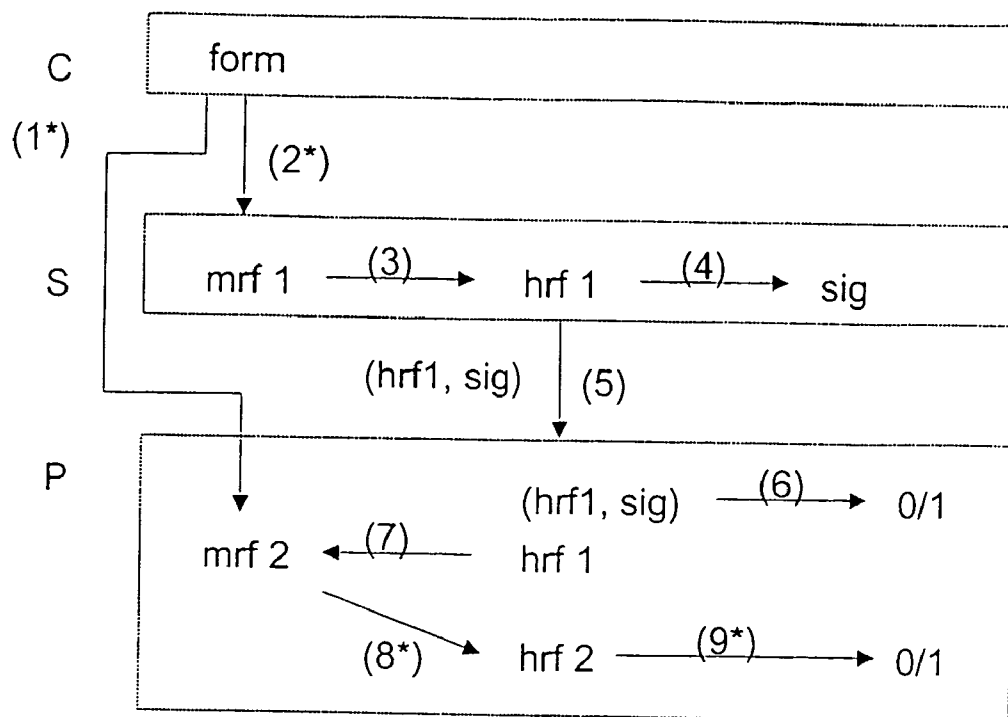 C form
(1*) (2*)
S mrf 1 (3) hrf 1 (4) sig
(hrf1, sig) (5)
P
(hrf1, sig) (6) 0/1
mrf 2 (7) hrf 1
(8*) hrf 2 (9*) 0/1